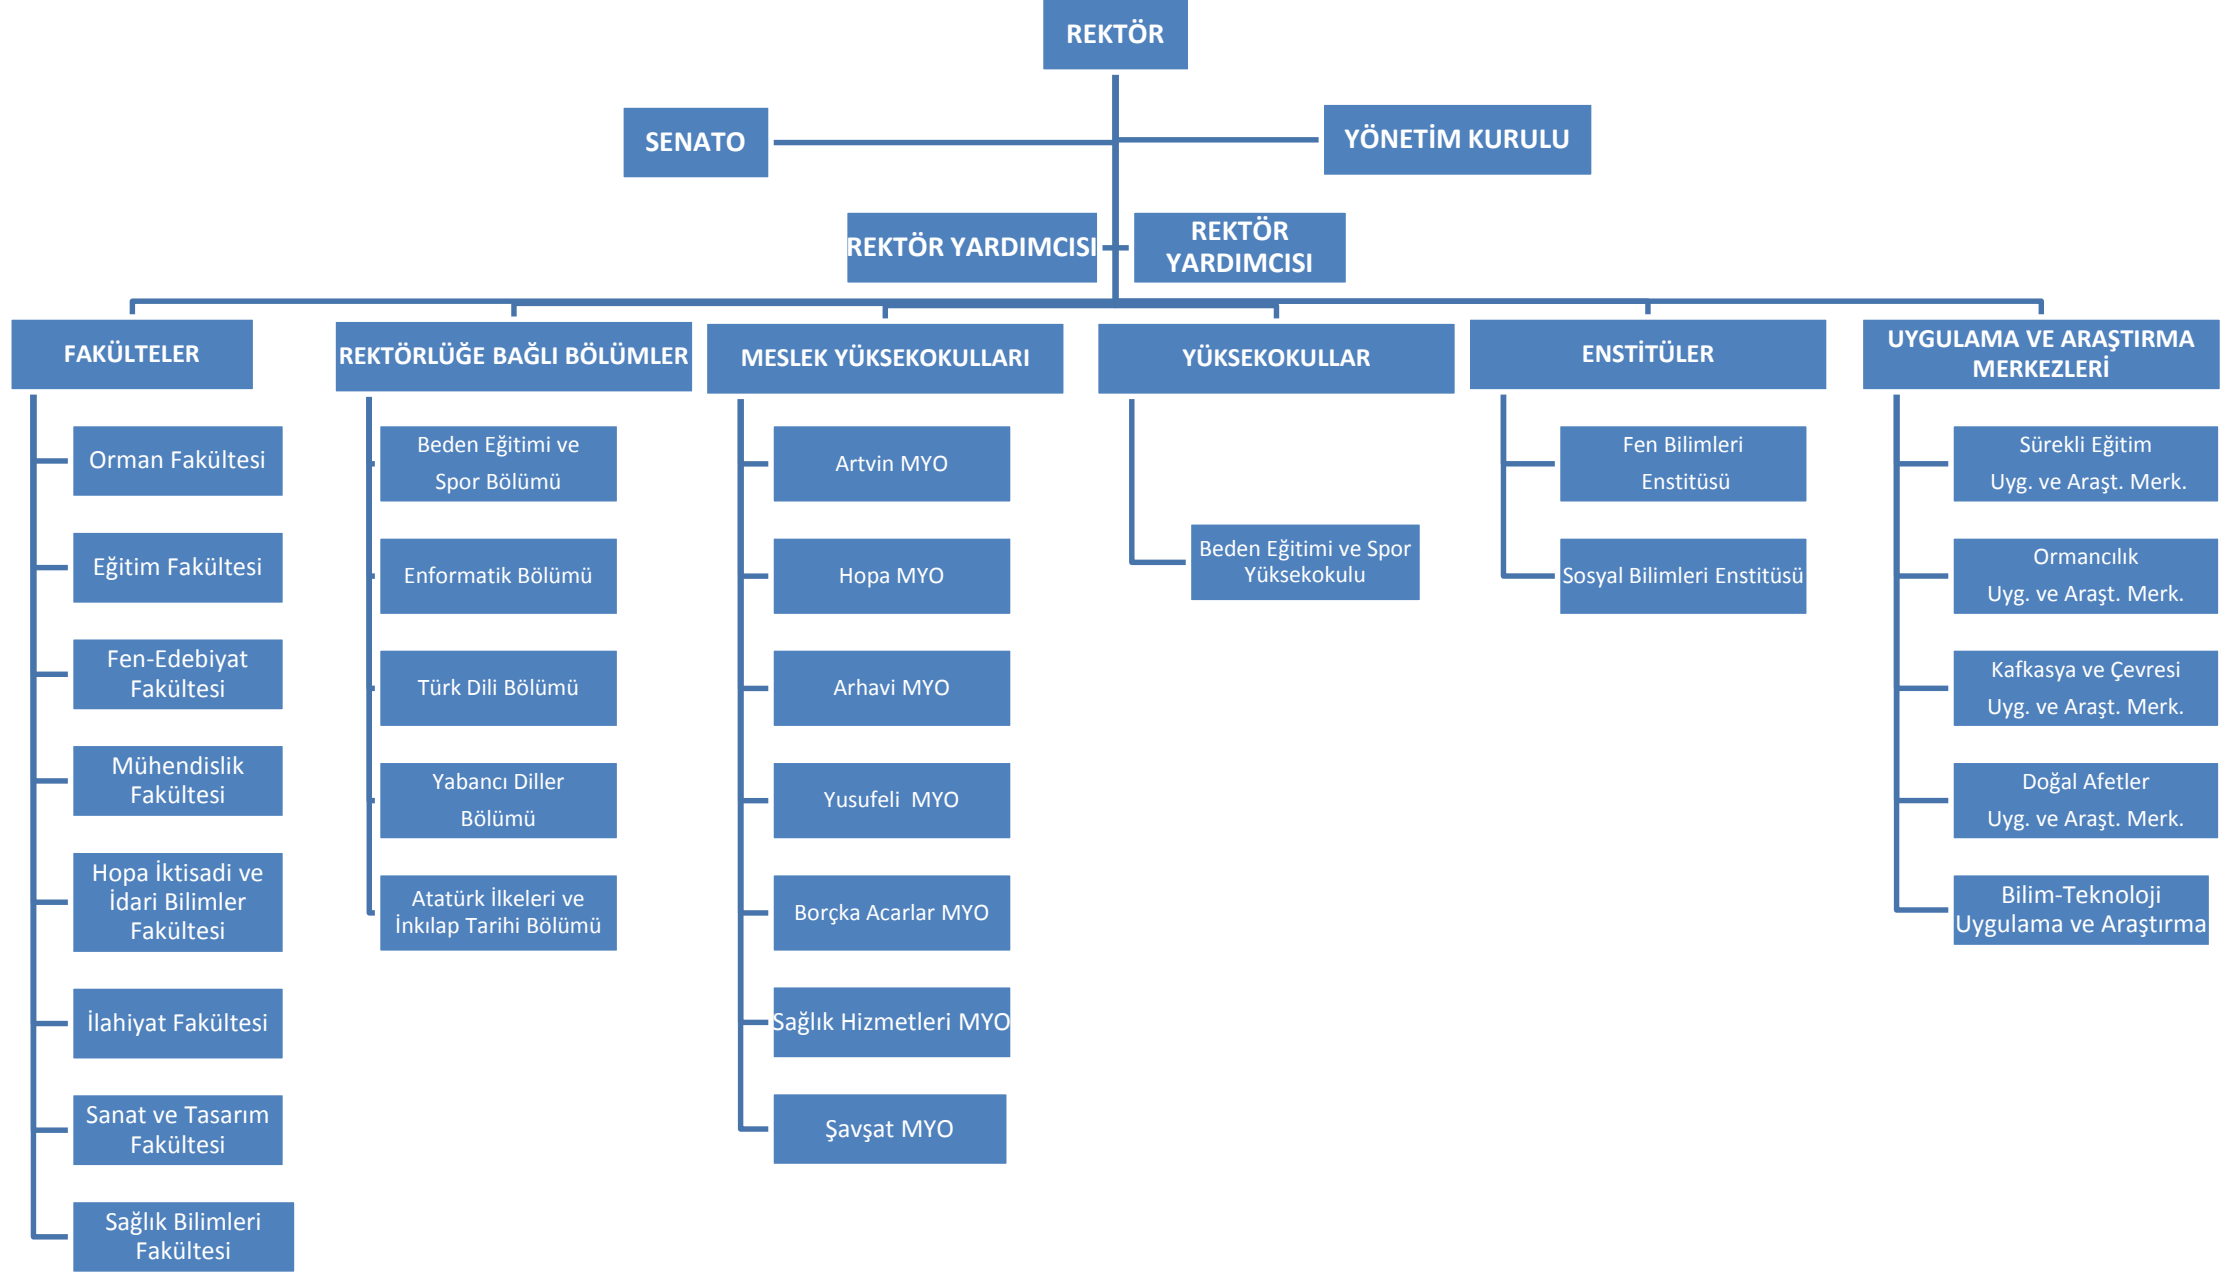 REKTÖR
SENATO
YÖNETİM KURULU
REKTÖR YARDIMCISI
REKTÖR
YARDIMCISI
FAKÜLTELER
Orman Fakültesi
Eğitim Fakültesi
Fen-Edebiyat
Fakültesi
Mühendislik
Fakültesi
Hopa İktisadi ve
İdari Bilimler
Fakültesi
İlahiyat Fakültesi
Sanat ve Tasarım
Fakültesi
Sağlık Bilimleri
Fakültesi
REKTÖRLÜĞE BAĞLI BÖLÜMLER
Beden Eğitimi ve
Spor Bölümü
Enformatik Bölümü
Türk Dili Bölümü
Yabancı Diller
Bölümü
Atatürk İlkeleri ve
İnkılap Tarihi Bölümü
MESLEK YÜKSEKOKULLARI
Artvin MYO
Hopa MYO
Arhavi MYO
Yusufeli  MYO
Borçka Acarlar MYO
Sağlık Hizmetleri MYO
Şavşat MYO
YÜKSEKOKULLAR
Beden Eğitimi ve Spor
Yüksekokulu
ENSTİTÜLER
Fen Bilimleri
Enstitüsü
Sosyal Bilimleri Enstitüsü
UYGULAMA VE ARAŞTIRMA
MERKEZLERİ
Sürekli Eğitim
Uyg. ve Araşt. Merk.
Ormancılık
Uyg. ve Araşt. Merk.
Kafkasya ve Çevresi
Uyg. ve Araşt. Merk.
Doğal Afetler
Uyg. ve Araşt. Merk.
Bilim-Teknoloji
Uygulama ve Araştırma